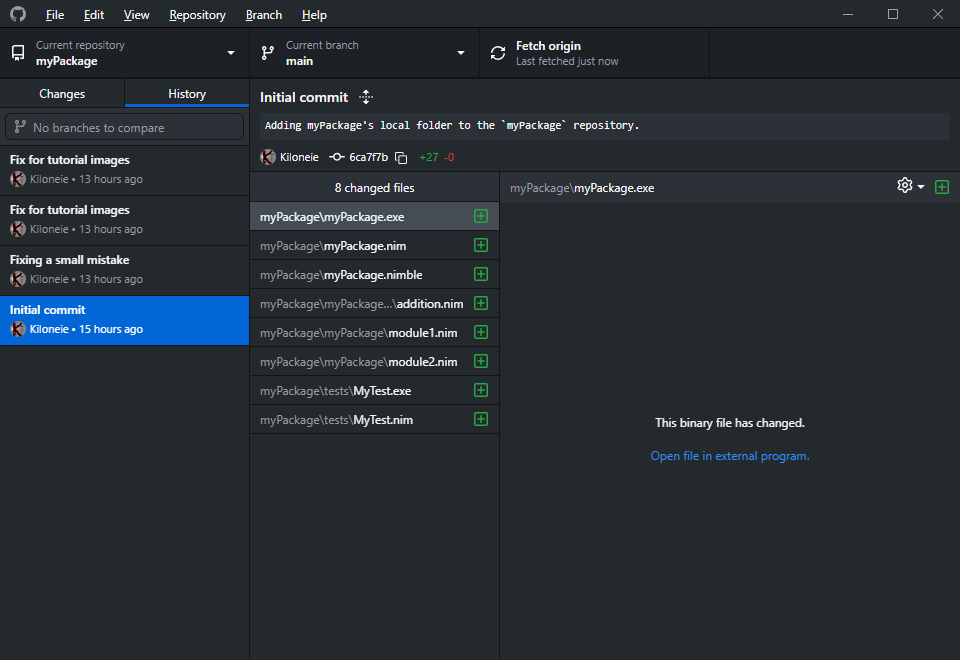 File Edit View Repository Branch Help
Current repository
myPackage
Current branch
main
Fetch origin
Last fetched just now
Changes
History
No branches to compare
Fix for tutorial images
Kiloneie • 13 hours ago
Fix for tutorial images
Kiloneie • 13 hours ago
Fixing a small mistake
Kiloneie • 13 hours ago
Initial commit
Kiloneie • 15 hours ago
Initial commit
Adding myPackage's local folder to the `myPackage` repository.
Kiloneie 6ca7f7b +27 -0
8 changed files
myPackage\myPackage.exe
myPackage\myPackage.nim
myPackage\myPackage.nimble
myPackage\myPackage...\addition.nim
myPackage\myPackage\module1.nim
myPackage\myPackage\module2.nim
myPackage\tests\MyTest.exe
myPackage\tests\MyTest.nim
myPackage\myPackage.exe
This binary file has changed.
Open file in external program.